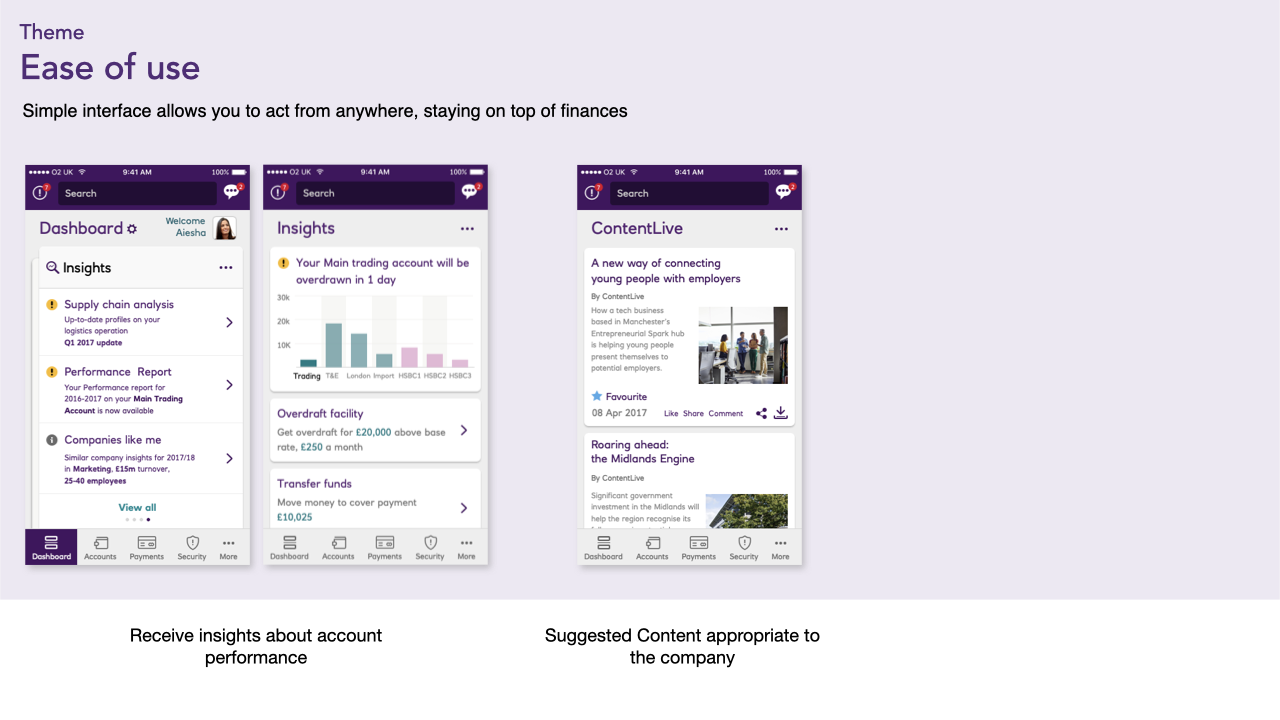 Theme
Ease of use
Simple interface allows you to act from anywhere, staying on top of finances
O2 UK 9:41 AM 100%
7 Search 2
Dashboard
Welcome
Aiesha
Insights
Supply chain analysis
Up-to-date profiles on your
logistics operation
Q1 2017 update
Performance Report
Your Performance report for
2016-2017 on your Main Trading
Account is now available
Companies like me
Similar company insights for 2017/18
in Marketing, £15m turnover,
25-40 employees
View all
Dashboard Accounts Payments Security More
O2 UK 9:41 AM 100%
7 Search 2
Insights
Your Main trading account will be
overdrawn in 1 day
30k
20k
10K
Trading T&E London Import HSBC1 HSBC2 HSBC3
Overdraft facility
Get overdraft for £20,000 above base
rate, £250 a month
Transfer funds
Move money to cover payment
£10,025
Dashboard Accounts Payments Security More
O2 UK 9:41 AM 100%
7 Search 2
ContentLive
A new way of connecting
young people with employers
By ContentLive
How a tech business
based in Manchester's
Entrepreneurial Spark hub
is helping young people
present themselves to
potential employers.
Favourite
08 Apr 2017 Like Share Comment
Roaring ahead:
the Midlands Engine
By ContentLive
Significant government
investment in the Midlands will
help the region recognise its
Dashboard Accounts Payments Security More
Receive insights about account
performance
Suggested Content appropriate to
the company